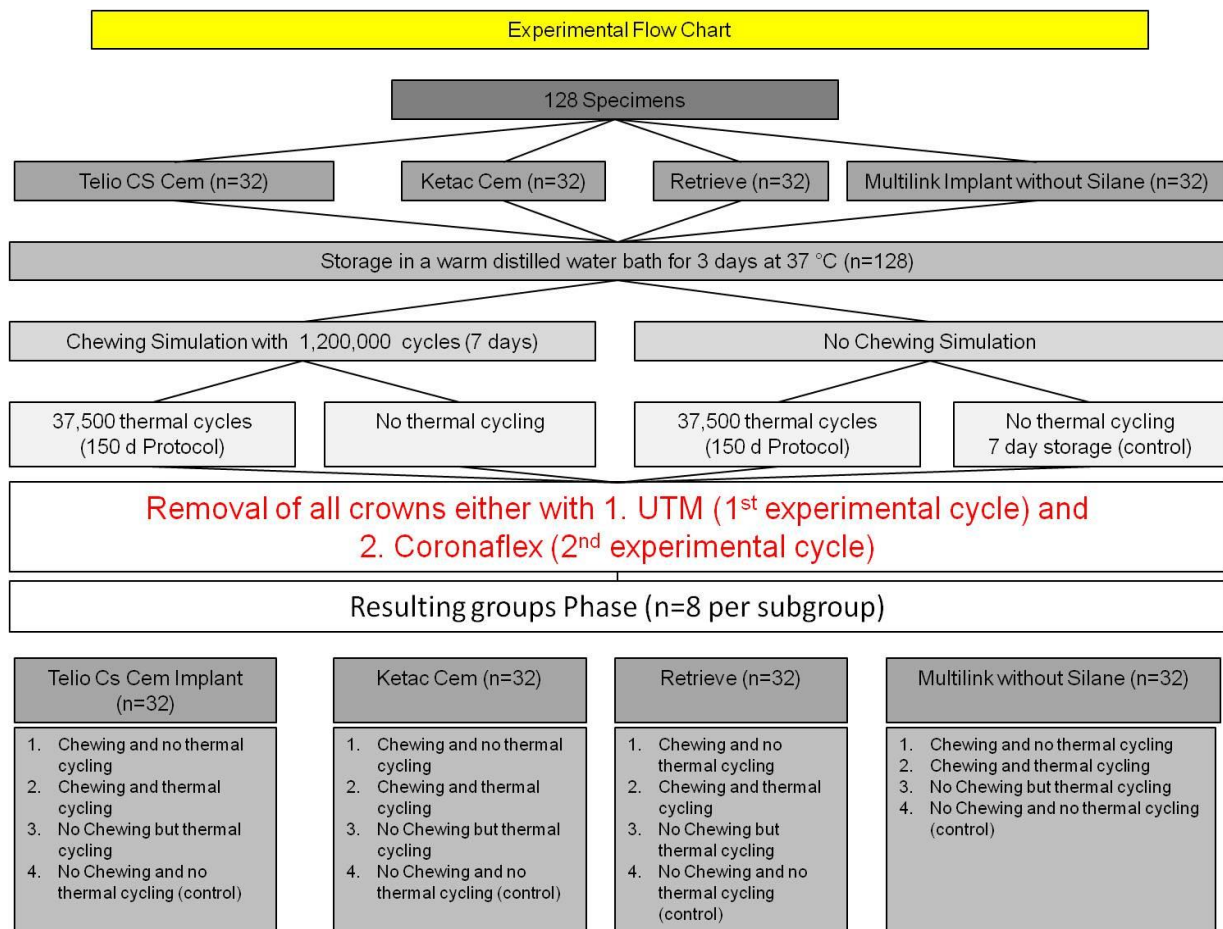 Experimental Flow Chart
128 Specimens
Telio CS Cem (n=32)
Ketac Cem (n=32)
Retrieve (n=32)
Multilink Implant without Silane (n=32)
Storage in a warm distilled water bath for 3 days at 37 °C (n=128)
Chewing Simulation with 1,200,000 cycles (7 days)
No Chewing Simulation
37,500 thermal cycles
(150 d Protocol)
No thermal cycling
37,500 thermal cycles
(150 d Protocol)
No thermal cycling
7 day storage (control)
Removal of all crowns either with 1. UTM (1st experimental cycle) and
2. Coronaflex (2nd experimental cycle)
Resulting groups Phase (n=8 per subgroup)
Telio Cs Cem Implant
(n=32)
1. Chewing and no thermal
cycling
2. Chewing and thermal
cycling
3. No Chewing but thermal
cycling
4. No Chewing and no
thermal cycling (control)
Ketac Cem (n=32)
1. Chewing and no thermal
cycling
2. Chewing and thermal
cycling
3. No Chewing but thermal
cycling
4. No Chewing and no
thermal cycling (control)
Retrieve (n=32)
1. Chewing and no
thermal cycling
2. Chewing and thermal
cycling
3. No Chewing but
thermal cycling
4. No Chewing and no
thermal cycling
(control)
Multilink without Silane (n=32)
1. Chewing and no thermal cycling
2. Chewing and thermal cycling
3. No Chewing but thermal cycling
4. No Chewing and no thermal cycling
(control)